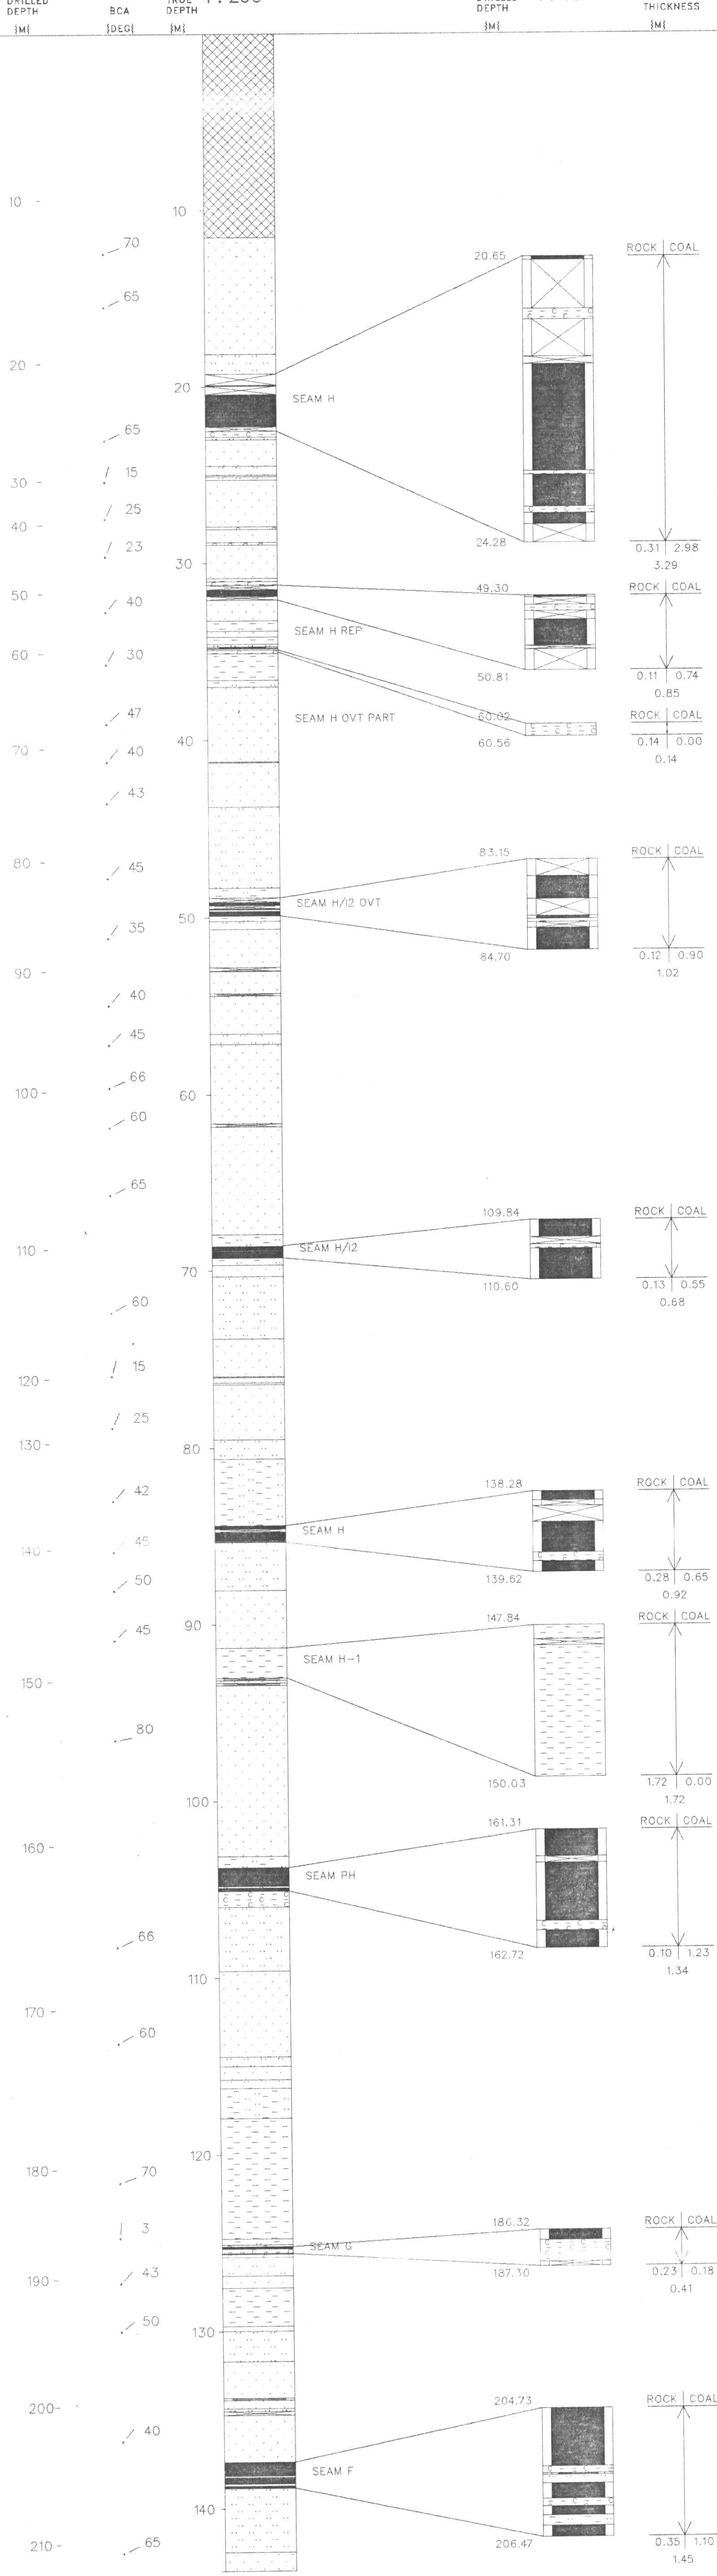 DRILLED BCA TRUE 1:200 DRILLED THICKNESS
DEPTH DEPTH DEPTH
}M{ }DEG{ }M{ }M{ }M{
10 - 10
70
20.65 ROCK COAL
65
20 - 20
SEAM H
65
15
30 -
25
40 -
23
24.28 0.31 2.98
3.29
30
50 - 49.30 ROCK COAL
40
SEAM H REP
60 - 30
50.81 0.11 0.74
0.85
47 SEAM H OVT PART 60.02 ROCK COAL
70 - 40 40 60.56 0.14 0.00
0.14
43
80 - 83.15 ROCK COAL
45
SEAM H/I2 OVT
50
35
84.70 0.12 0.90
1.02
90 -
40
45
66
100 - 60
60
65
109.84 ROCK COAL
110 - SEAM H/I2
70
110.60 0.13 0.55
0.68
60
15
120 -
25
130 - 80
42 138.28 ROCK COAL
SEAM H
140 - 45
50 139.62 0.28 0.65
0.92
45 90 147.84 ROCK COAL
SEAM H-1
150 -
80
150.03 1.72 0.00
1.72
100
160 - 161.31 ROCK COAL
SEAM PH
66
162.72 0.10 1.23
1.34
110
170 -
60
120
180 - 70
3 186.32 ROCK COAL
SEAM G
43 187.30 0.23 0.18
0.41
190 -
50 130
200 - 204.73 ROCK COAL
40
SEAM F
140
210 - 65 206.47 0.35 1.10
1.45